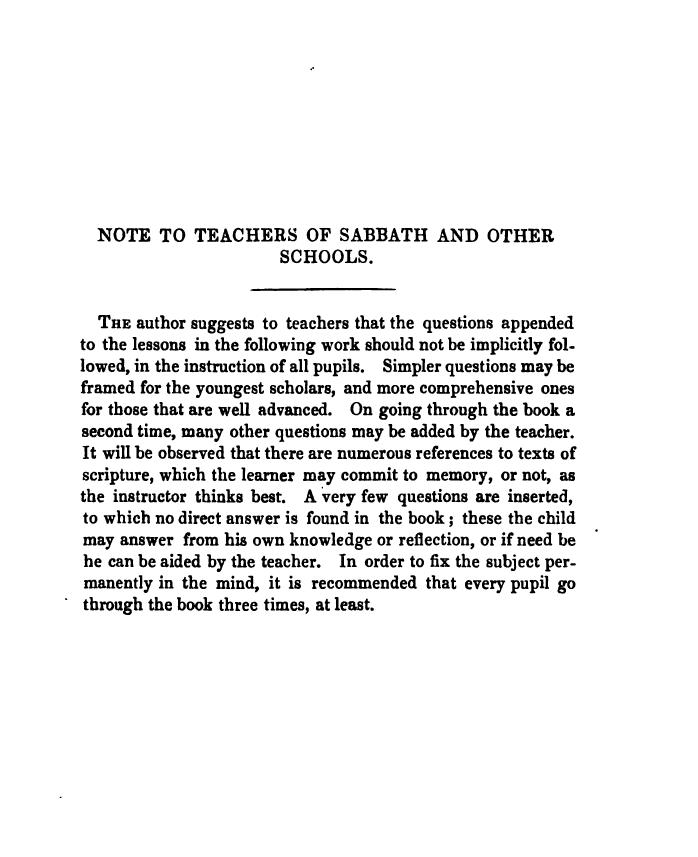 NOTE TO TEACHERS OF SABBATH AND OTHER
SCHOOLS.
THE author suggests to teachers that the questions appended
to the lessons in the following work should not be implicitly fol-
lowed, in the instruction of all pupils. Simpler questions may be
framed for the youngest scholars, and more comprehensive ones
for those that are well advanced. On going through the book a
second time, many other questions may be added by the teacher.
It will be observed that there are numerous references to texts of
scripture, which the learner may commit to memory, or not, as
the instructor thinks best. A very few questions are inserted,
to which no direct answer is found in the book; these the child
may answer from his own knowledge or reflection, or if need be
he can be aided by the teacher. In order to fix the subject per-
manently in the mind, it is recommended that every pupil go
through the book three times, at least.